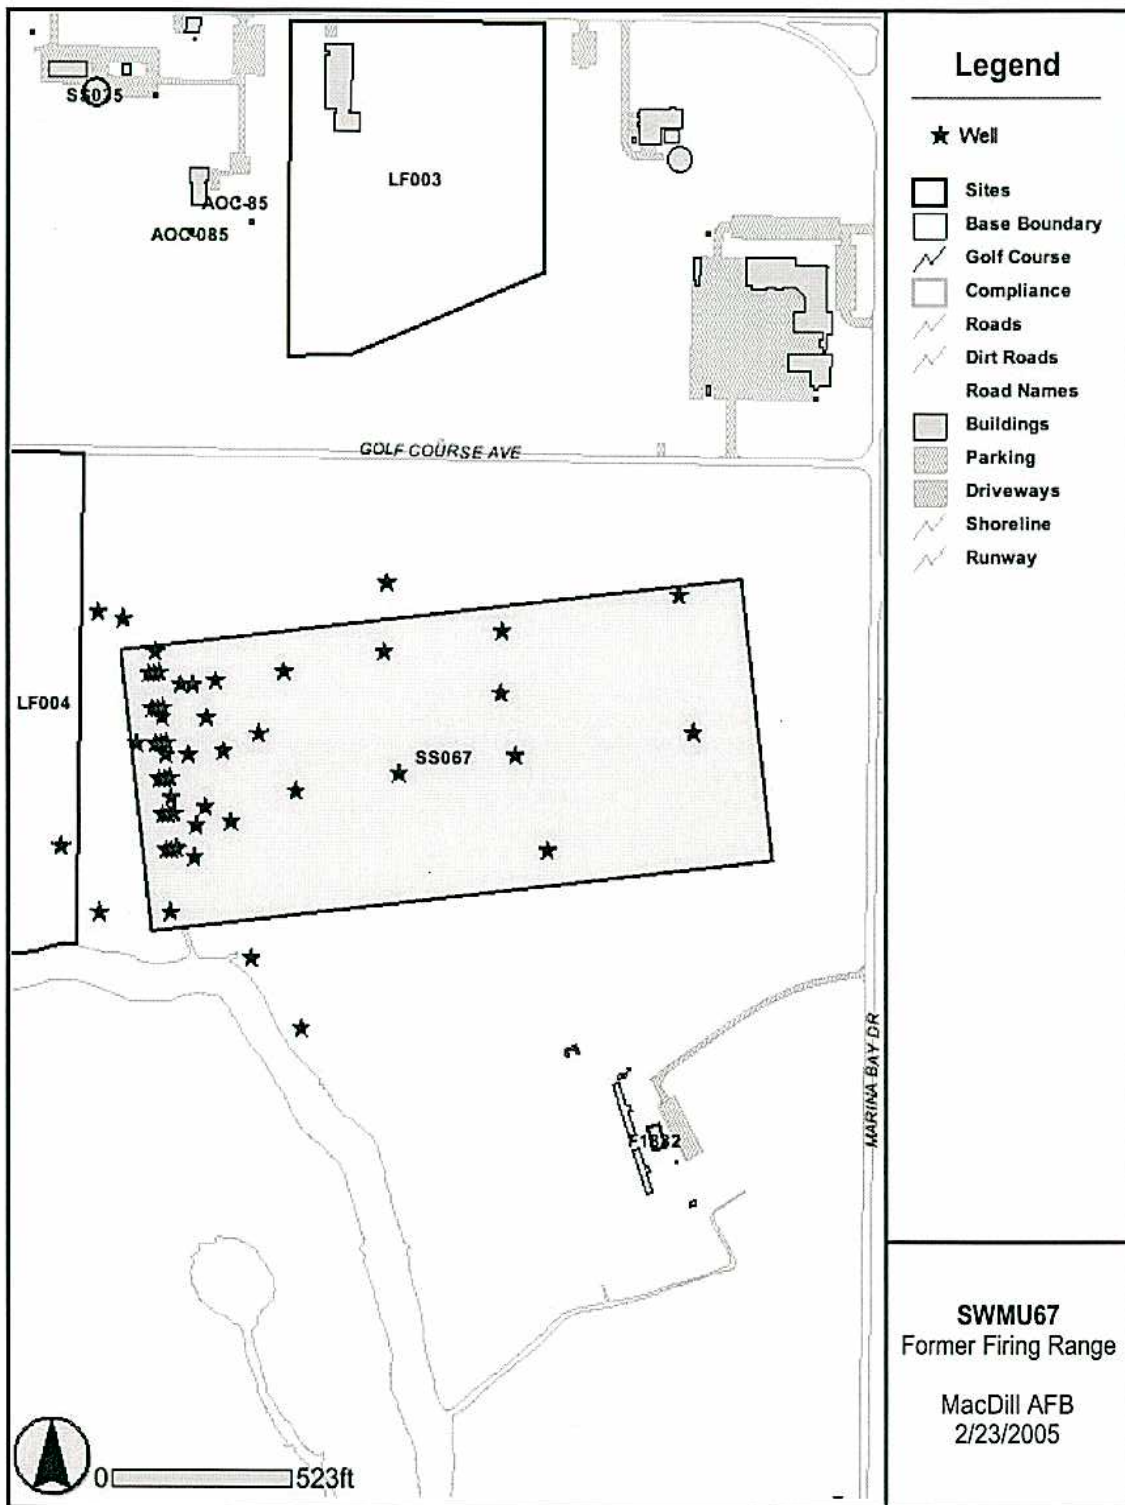 SS035
LF003
AOC-85
AOC-085
GOLF COURSE AVE
LF004
SS067
MARINA BAY DR
F1882
0
523ft
Legend
Well
Sites
Base Boundary
Golf Course
Compliance
Roads
Dirt Roads
Road Names
Buildings
Parking
Driveways
Shoreline
Runway
SWMU67
Former Firing Range
MacDill AFB
2/23/2005